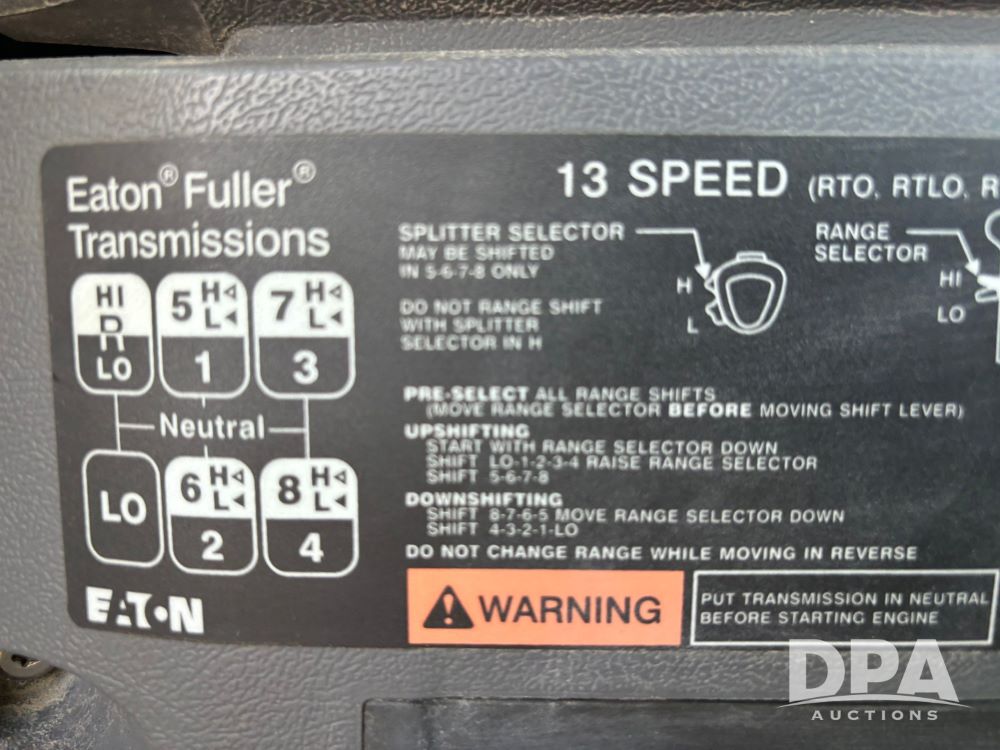 Eaton® Fuller®
Transmissions
HI
R
LO
5 H
L
1
7 H
L
3
Neutral
LO
6 H
L
2
8 H
L
4
EATON
13 SPEED (RTO, RTLO, R
SPLITTER SELECTOR
MAY BE SHIFTED
IN 5-6-7-8 ONLY
H
L
DO NOT RANGE SHIFT
WITH SPLITTER
SELECTOR IN H
RANGE
SELECTOR
HI
LO
PRE-SELECT ALL RANGE SHIFTS
(MOVE RANGE SELECTOR BEFORE MOVING SHIFT LEVER)
UPSHIFTING
START WITH RANGE SELECTOR DOWN
SHIFT LO-1-2-3-4 RAISE RANGE SELECTOR
SHIFT 5-6-7-8
DOWNSHIFTING
SHIFT 8-7-6-5 MOVE RANGE SELECTOR DOWN
SHIFT 4-3-2-1-LO
DO NOT CHANGE RANGE WHILE MOVING IN REVERSE
WARNING
PUT TRANSMISSION IN NEUTRAL
BEFORE STARTING ENGINE
DPA
AUCTIONS